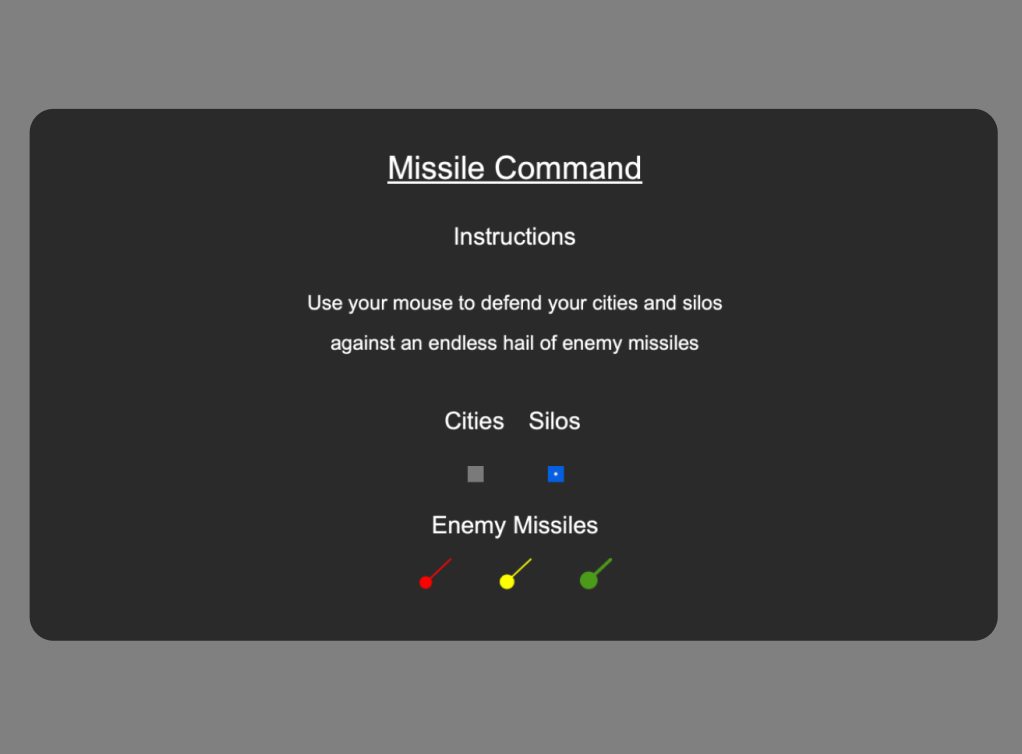 Missile Command
Instructions
Use your mouse to defend your cities and silos
against an endless hail of enemy missiles
Cities Silos
Enemy Missiles